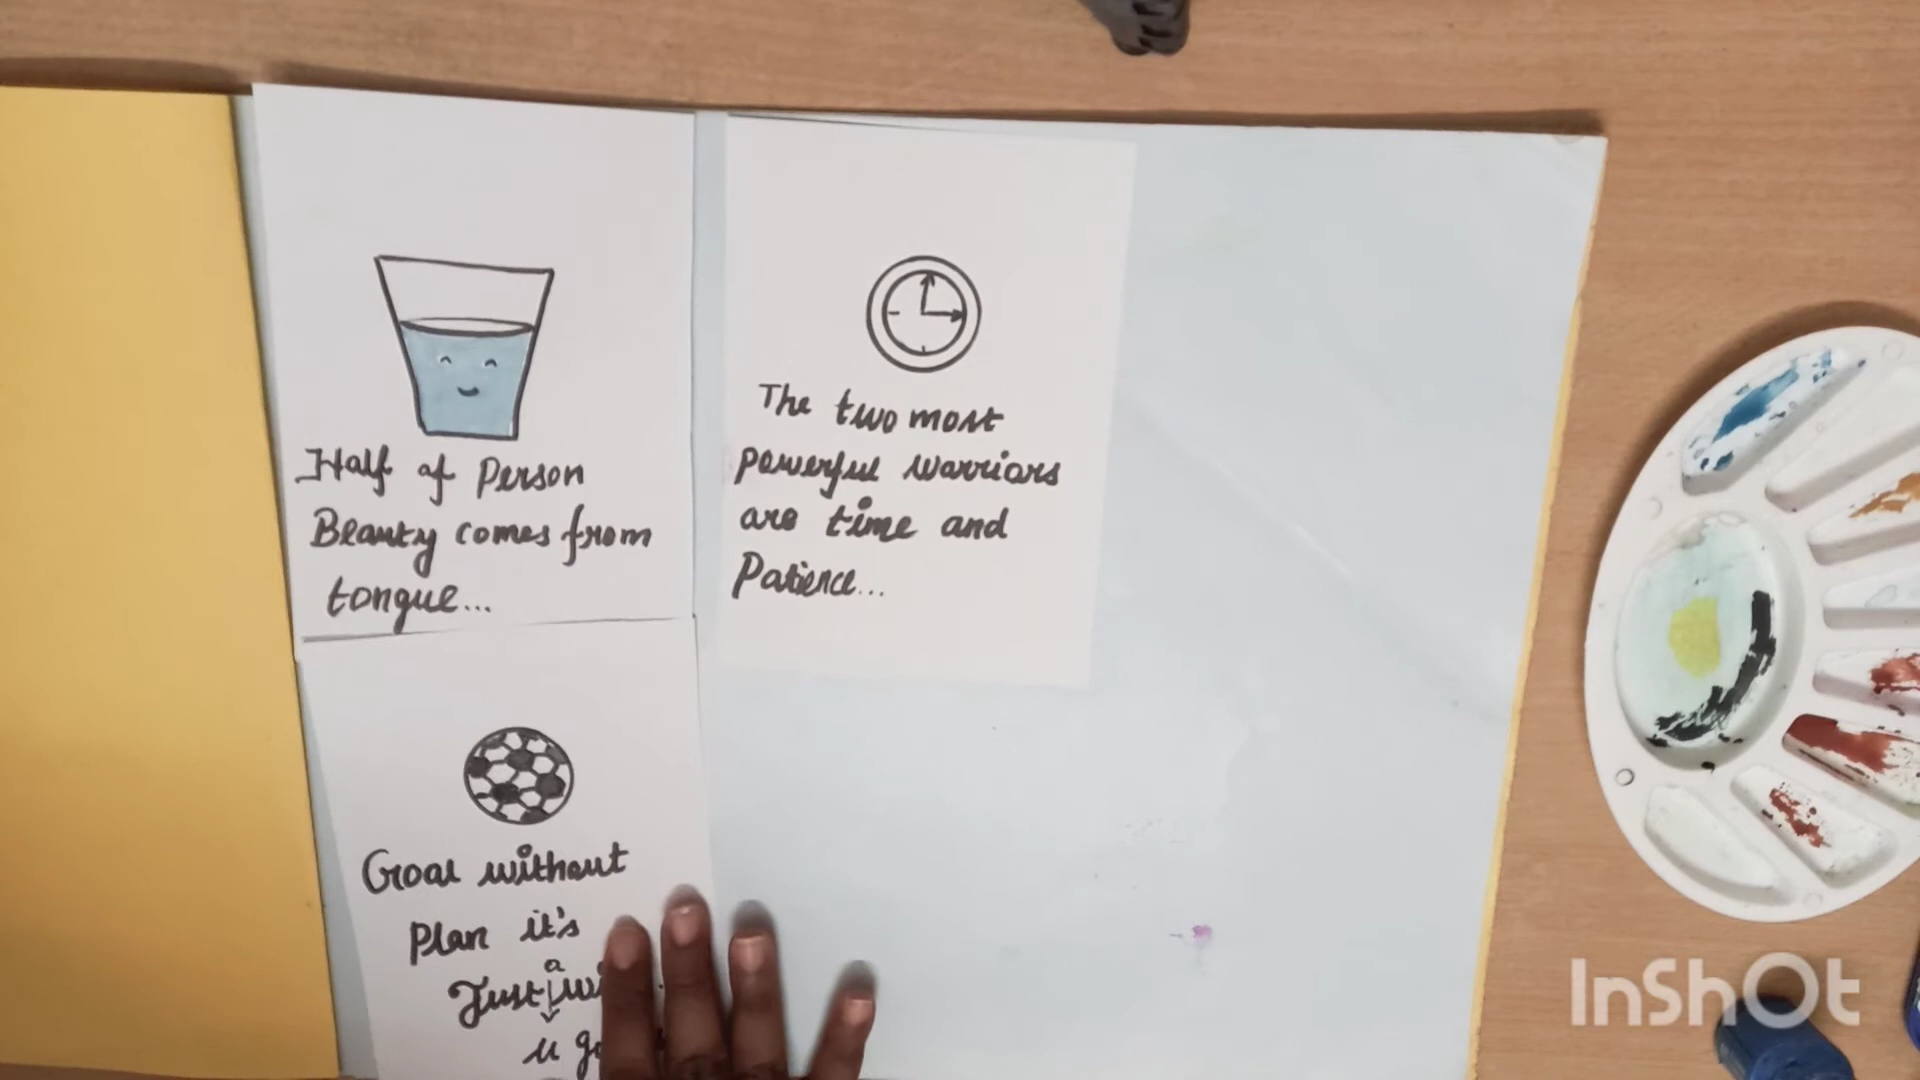 Half of Person
Beauty comes from
tongue...
The two most
powerful warriors
are time and
Patience...
Goal without
Plan it's
a
Just
u
InShOt